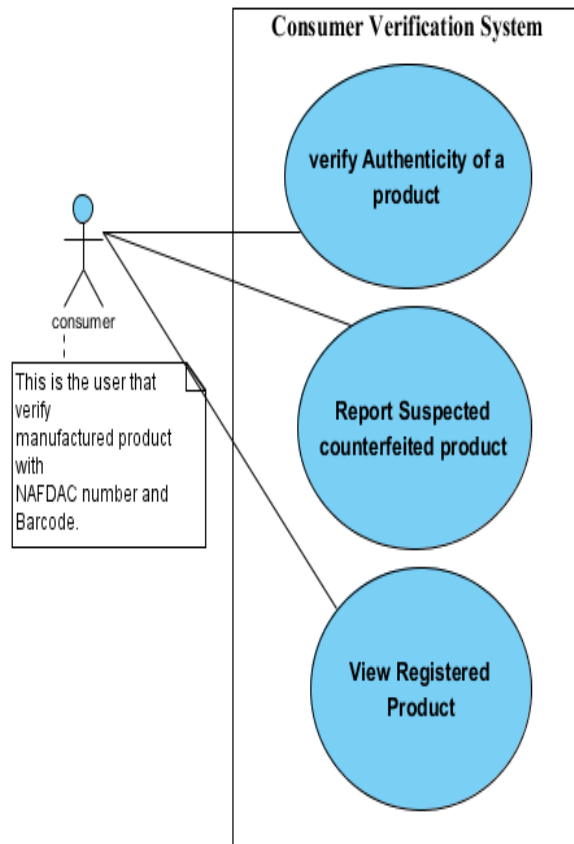 Consumer Verification System
verify Authenticity of a
product
consumer
This is the user that
verify
manufactured product
with
NAFDAC number and
Barcode.
Report Suspected
counterfeited product
View Registered
Product